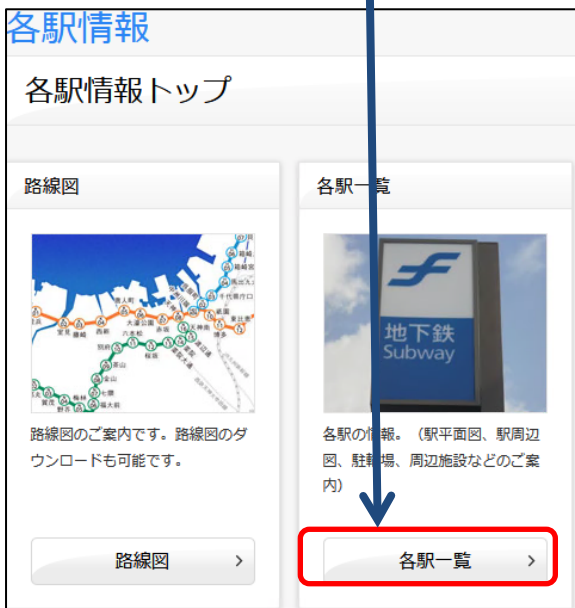 各駅情報
各駅情報トップ
路線図
路線図のご案内です。路線図のダ
ウンロードも可能です。
路線図
各駅一覧
地下鉄
Subway
各駅の情報。（駅平面図、駅周辺
図、駐輪場、周辺施設などのご案
内）
各駅一覧